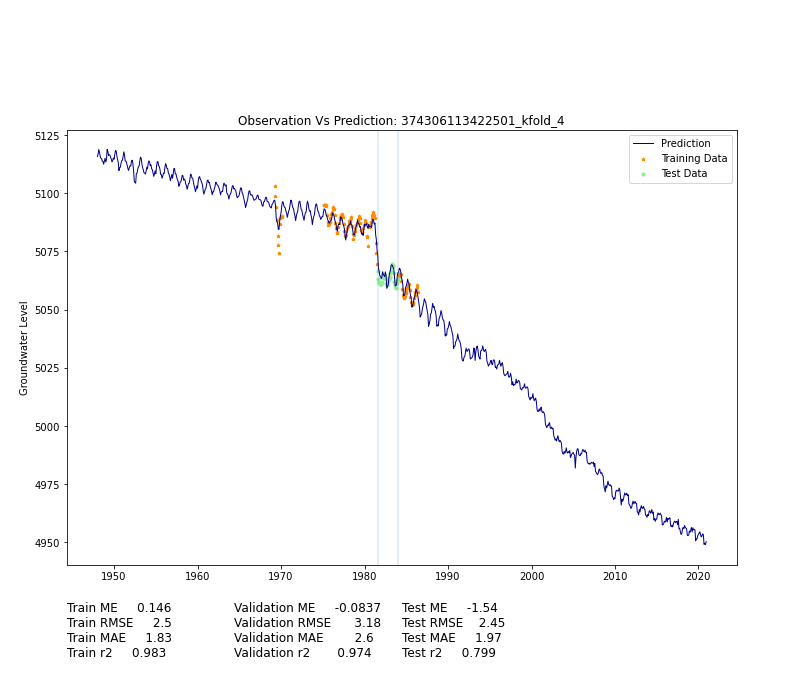 Observation Vs Prediction: 374306113422501_kfold_4
Prediction
Training Data
Test Data
Groundwater Level
5125
5100
5075
5050
5025
5000
4975
4950
1950 1960 1970 1980 1990 2000 2010 2020
Train ME 0.146 Validation ME -0.0837 Test ME -1.54
Train RMSE 2.5 Validation RMSE 3.18 Test RMSE 2.45
Train MAE 1.83 Validation MAE 2.6 Test MAE 1.97
Train r2 0.983 Validation r2 0.974 Test r2 0.799